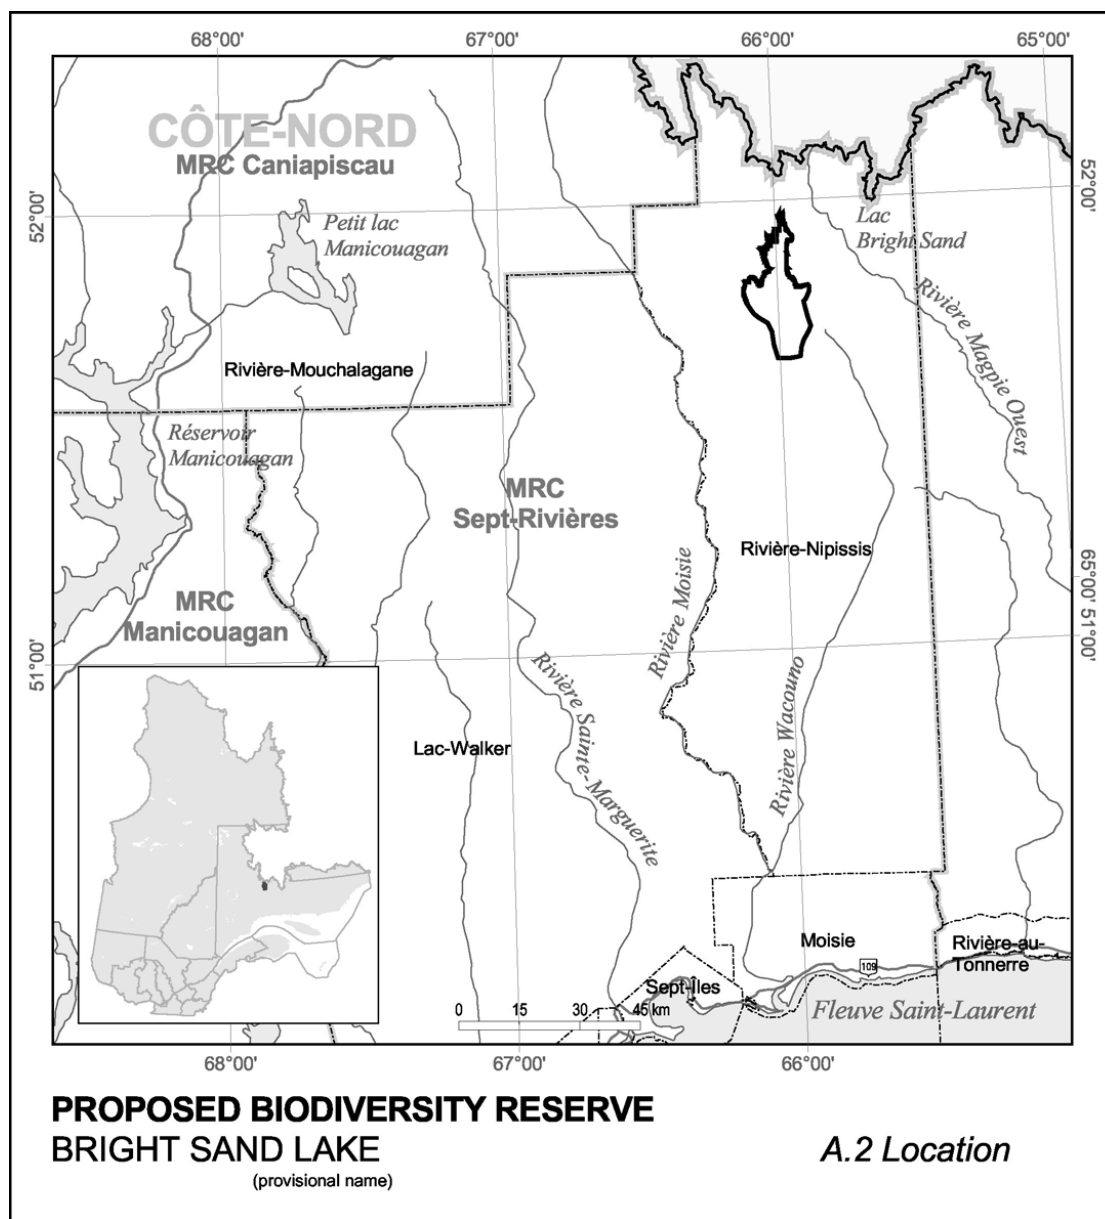 68°00'
67°00'
66°00'
65°00'
CÔTE-NORD
MRC Caniapiscau
52°00'
52°00'
Petit lac
Manicouagan
Lac
Bright Sand
Rivière Magpie Ouest
Rivière-Mouchalagane
Réservoir
Manicouagan
MRC
Sept-Rivières
Rivière-Nipissis
Rivière Moisie
MRC
Manicouagan
65°00'
51°00'
51°00'
Rivière Sainte-Marguerite
Rivière Wacouno
Lac-Walker
Moisie
109
Rivière-au-
Tonnerre
Sept-Îles
0 15 30 45 km
Fleuve Saint-Laurent
68°00'
67°00'
66°00'
PROPOSED BIODIVERSITY RESERVE
BRIGHT SAND LAKE
(provisional name)
A.2 Location